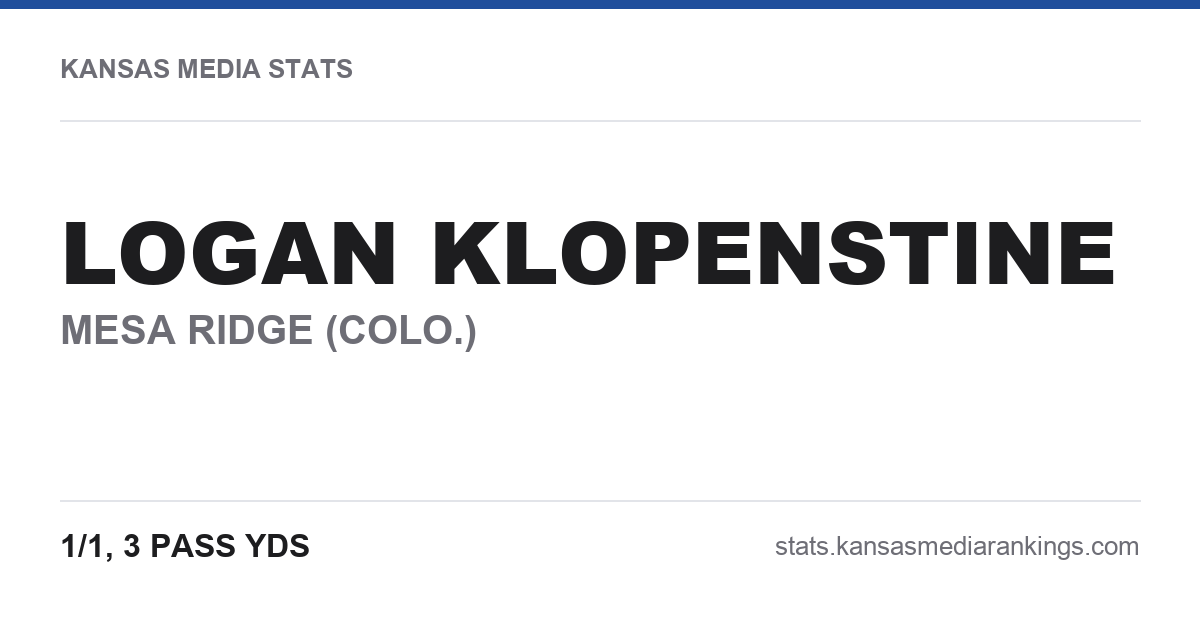 KANSAS MEDIA STATS
LOGAN KLOPENSTINE
MESA RIDGE (COLO.)
1/1, 3 PASS YDS
stats.kansasmediarankings.com